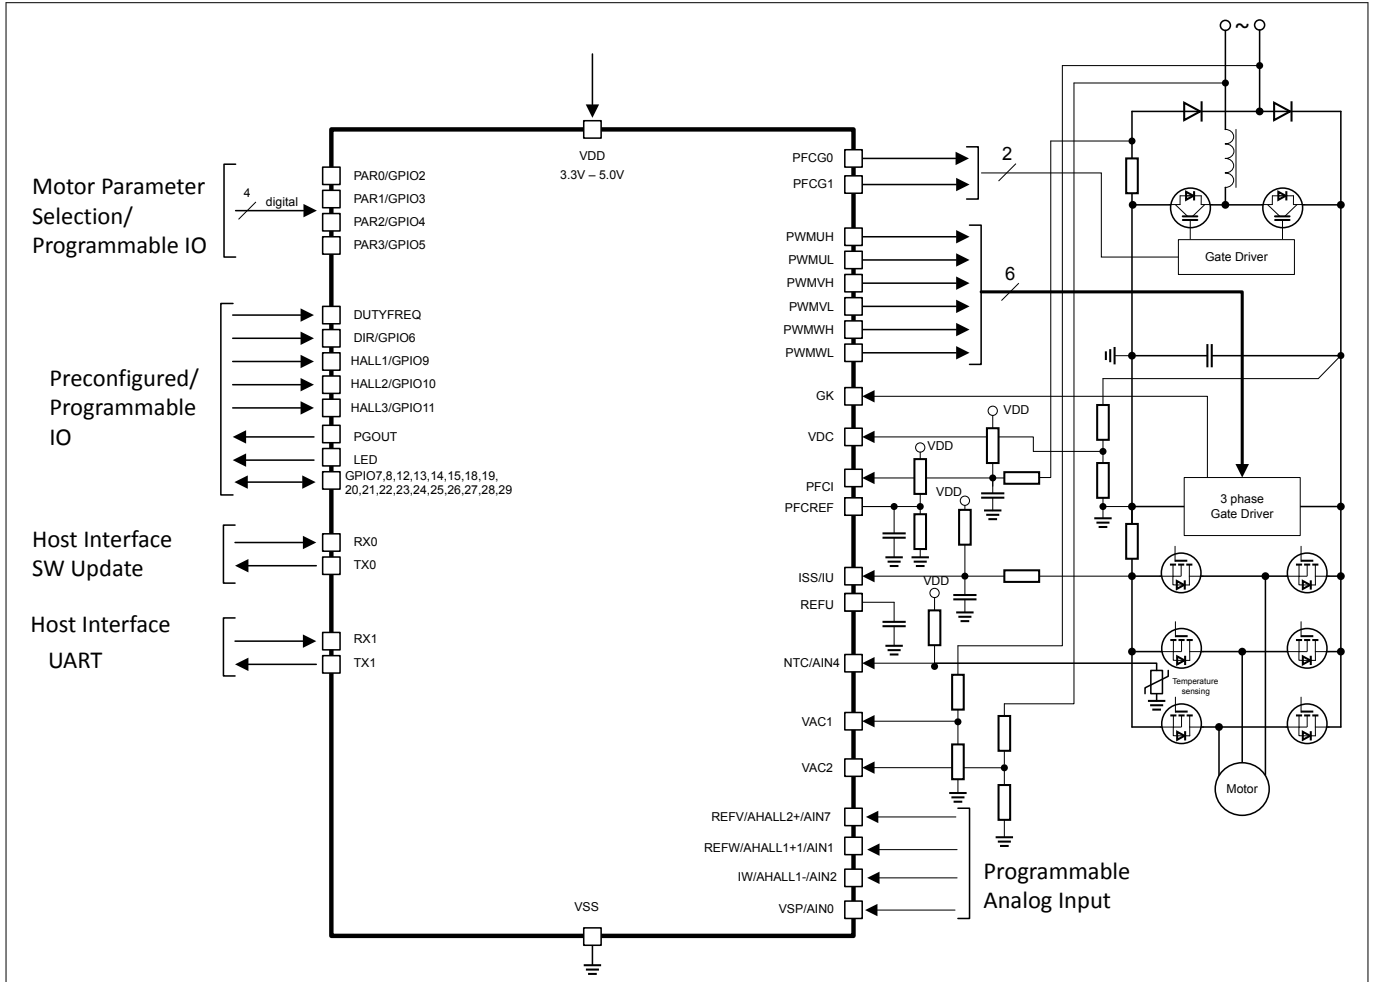 ~
VDD
3.3V – 5.0V
Motor Parameter
Selection/
Programmable IO
4
digital
PAR0/GPIO2
PAR1/GPIO3
PAR2/GPIO4
PAR3/GPIO5
Preconfigured/
Programmable
IO
DUTYFREQ
DIR/GPIO6
HALL1/GPIO9
HALL2/GPIO10
HALL3/GPIO11
PGOUT
LED
GPIO7,8,12,13,14,15,18,19,
20,21,22,23,24,25,26,27,28,29
Host Interface
SW Update
RX0
TX0
Host Interface
UART
RX1
TX1
VSS
PFCG0
PFCG1
2
PWMUH
PWMUL
PWMVH
PWMVL
PWMWH
PWMWL
6
GK
VDC
PFCI
PFCREF
ISS/IU
REFU
NTC/AIN4
VAC1
VAC2
REFV/AHALL2+/AIN7
REFW/AHALL1+1/AIN1
IW/AHALL1-/AIN2
VSP/AIN0
Programmable
Analog Input
VDD
VDD
VDD
VDD
Gate Driver
3 phase
Gate Driver
Temperature
sensing
Motor